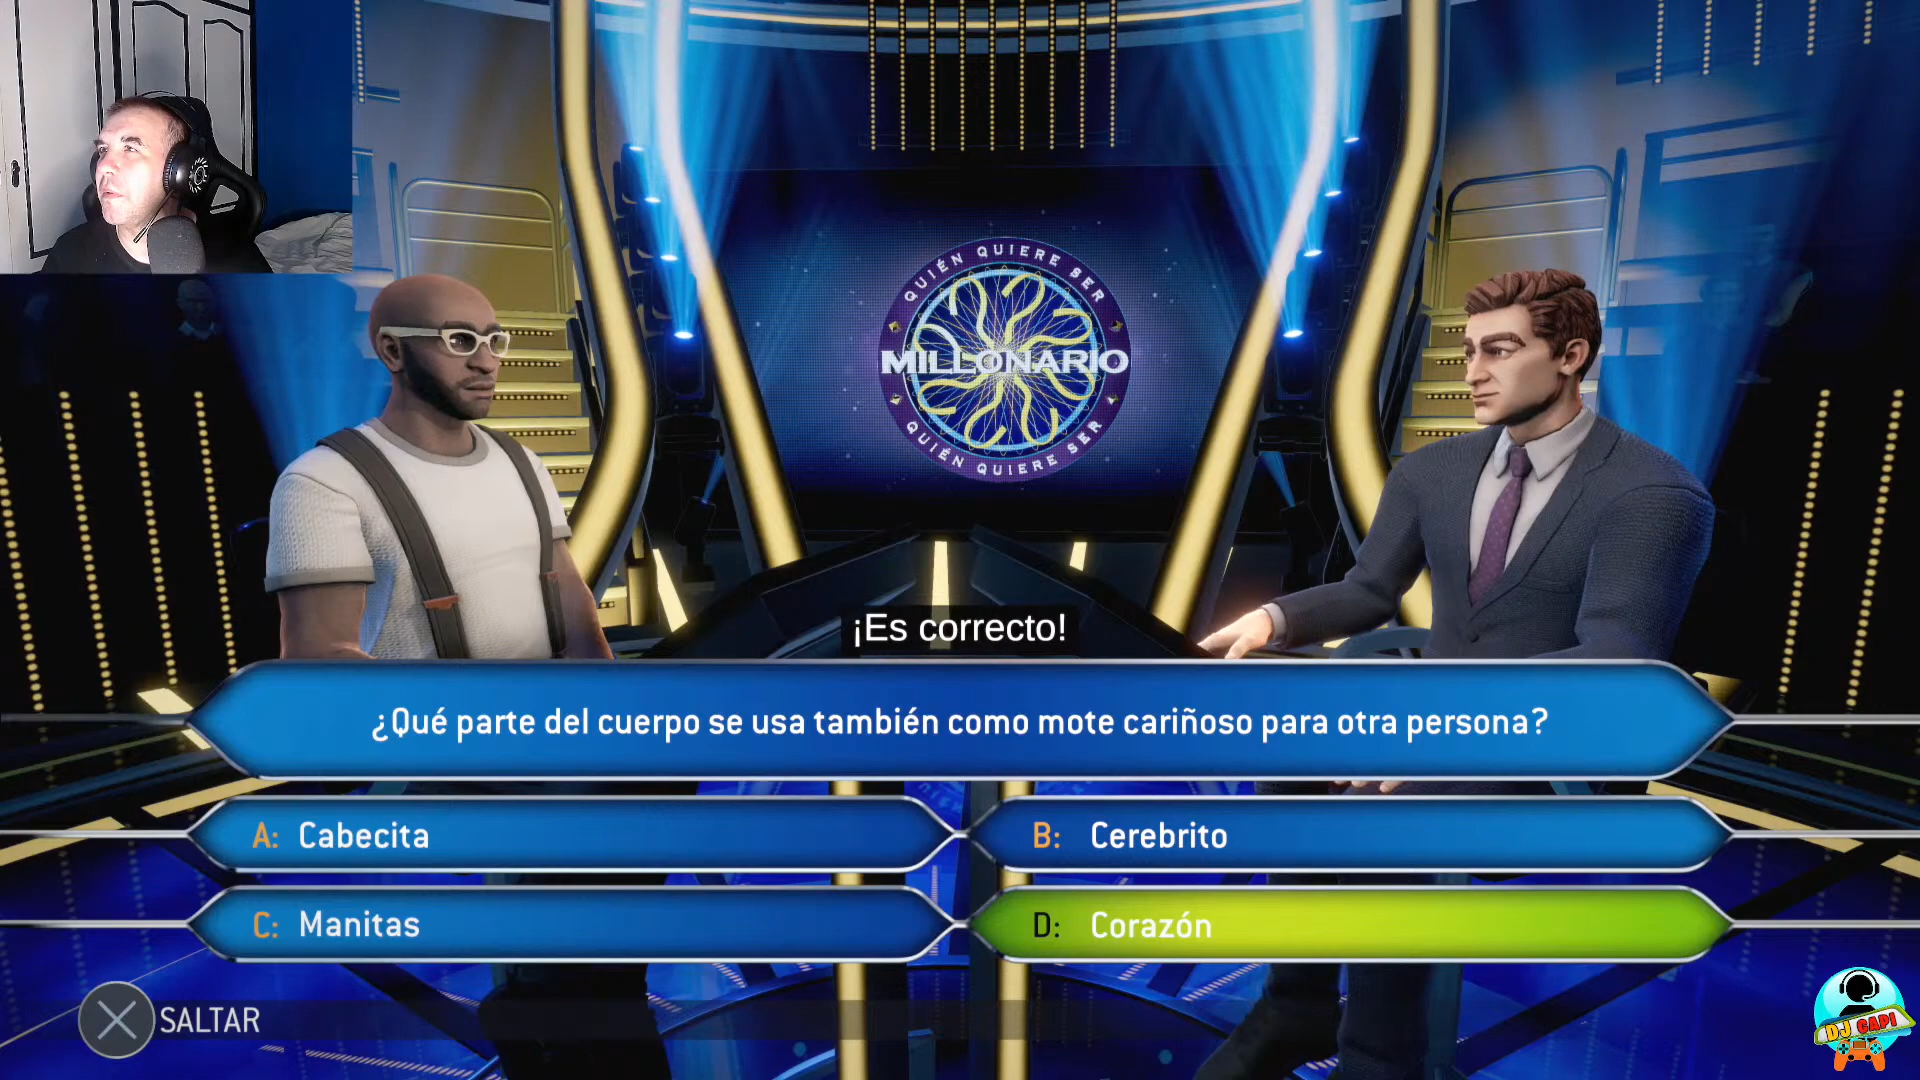 QUIÉN QUIERE SER
MILLONARIO
QUIÉN QUIERE SER
¡Es correcto!
¿Qué parte del cuerpo se usa también como mote cariñoso para otra persona?
A: Cabecita
B: Cerebrito
C: Manitas
D: Corazón
SALTAR
DJ CAPI